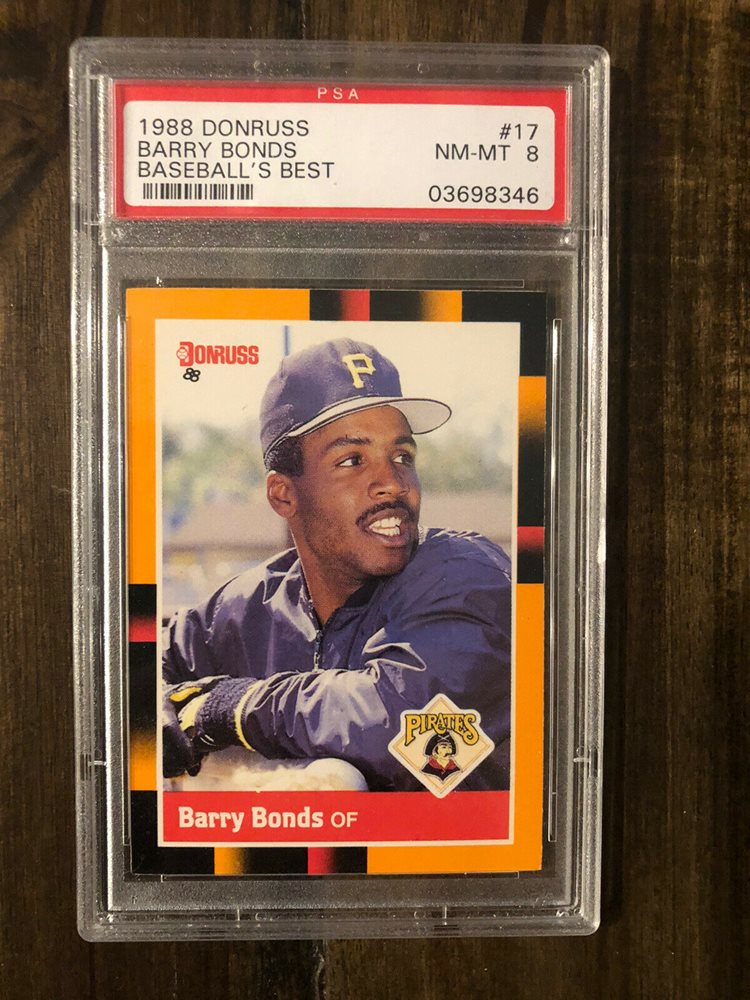 PSA
1988 DONRUSS #17
BARRY BONDS NM-MT 8
BASEBALL'S BEST
03698346
DONRUSS
88
P
PIRATES
Barry Bonds OF